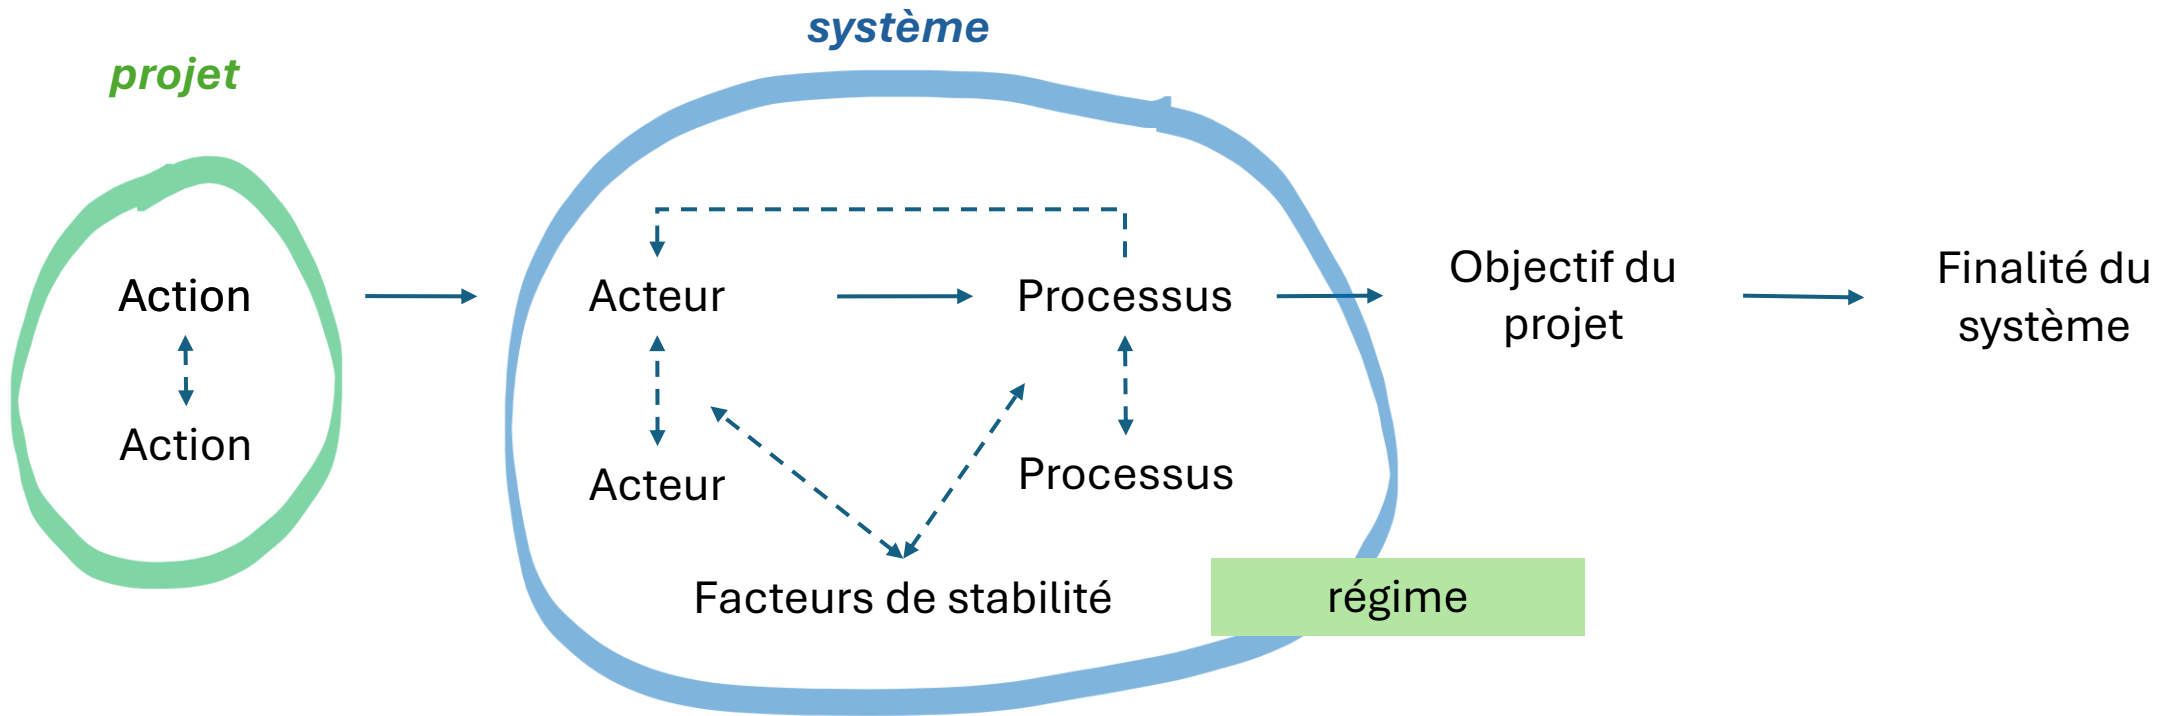 système
projet
Action
Acteur
Processus
Objectif du
projet
Finalité du
système
Action
Acteur
Processus
Facteurs de stabilité
régime